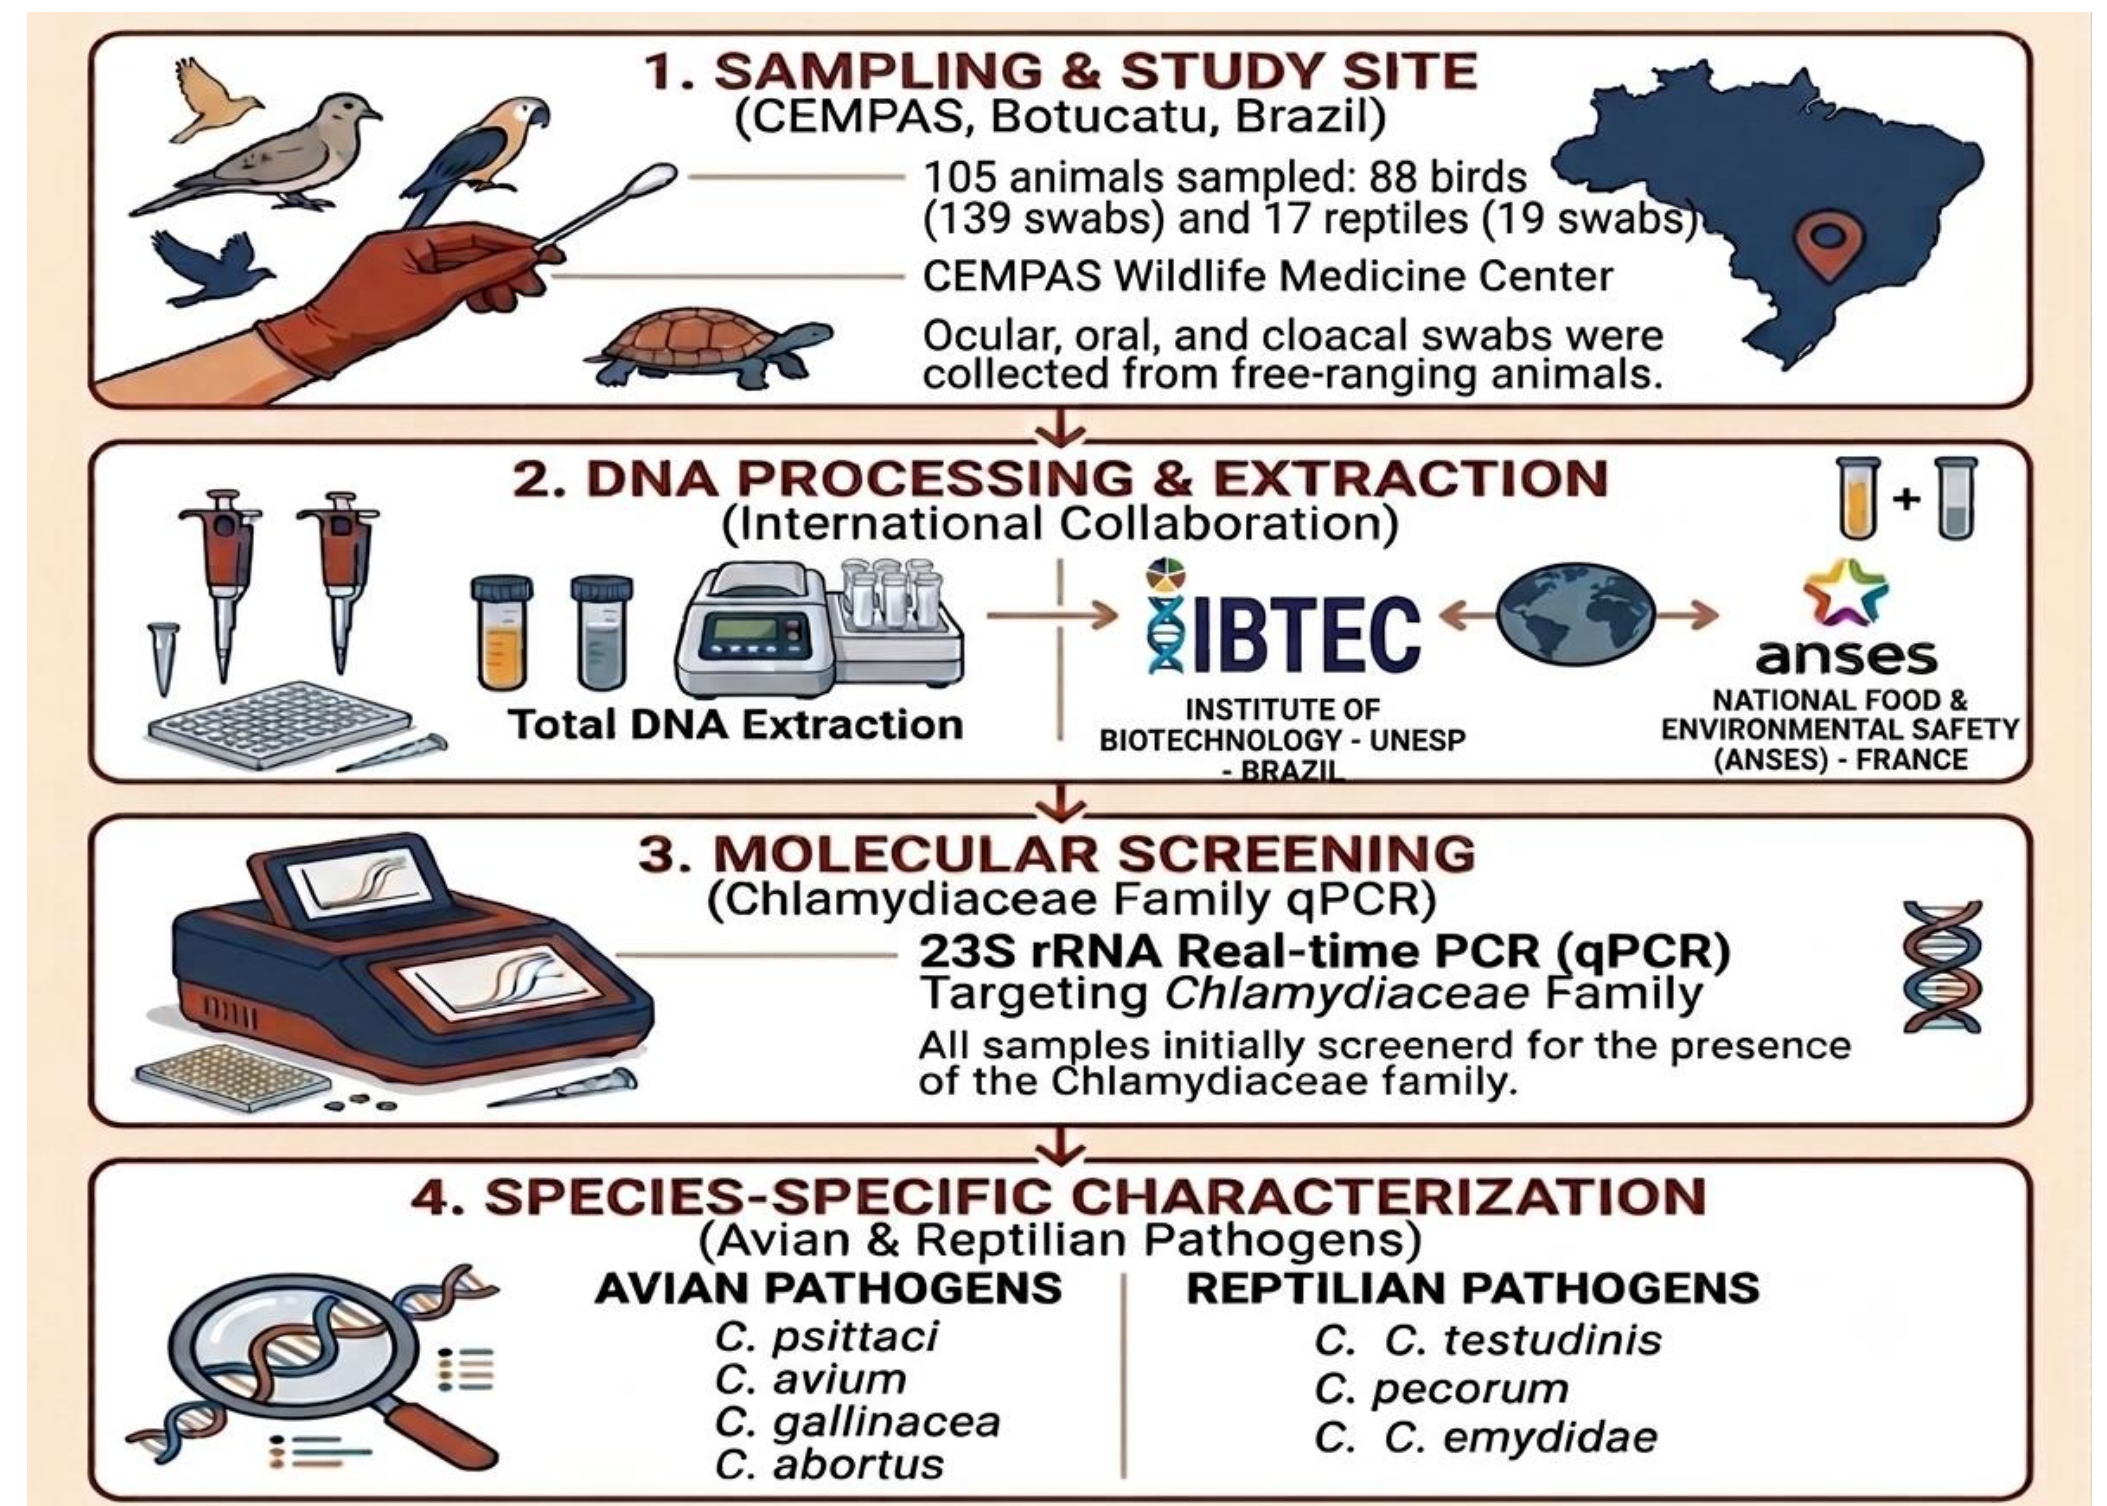 1. SAMPLING & STUDY SITE
(CEMPAS, Botucatu, Brazil)
105 animals sampled: 88 birds
(139 swabs) and 17 reptiles (19 swabs)
CEMPAS Wildlife Medicine Center
Ocular, oral, and cloacal swabs were
collected from free-ranging animals.
2. DNA PROCESSING & EXTRACTION
(International Collaboration)
+
Total DNA Extraction
IBTEC
INSTITUTE OF
BIOTECHNOLOGY - UNESP
- BRAZIL
anses
NATIONAL FOOD &
ENVIRONMENTAL SAFETY
(ANSES) - FRANCE
3. MOLECULAR SCREENING
(Chlamydiaceae Family qPCR)
23S rRNA Real-time PCR (qPCR)
Targeting Chlamydiaceae Family
All samples initially screenerd for the presence
of the Chlamydiaceae family.
4. SPECIES-SPECIFIC CHARACTERIZATION
(Avian & Reptilian Pathogens)
AVIAN PATHOGENS
C. psittaci
C. avium
C. gallinacea
C. abortus
REPTILIAN PATHOGENS
C. C. testudinis
C. pecorum
C. C. emydidae